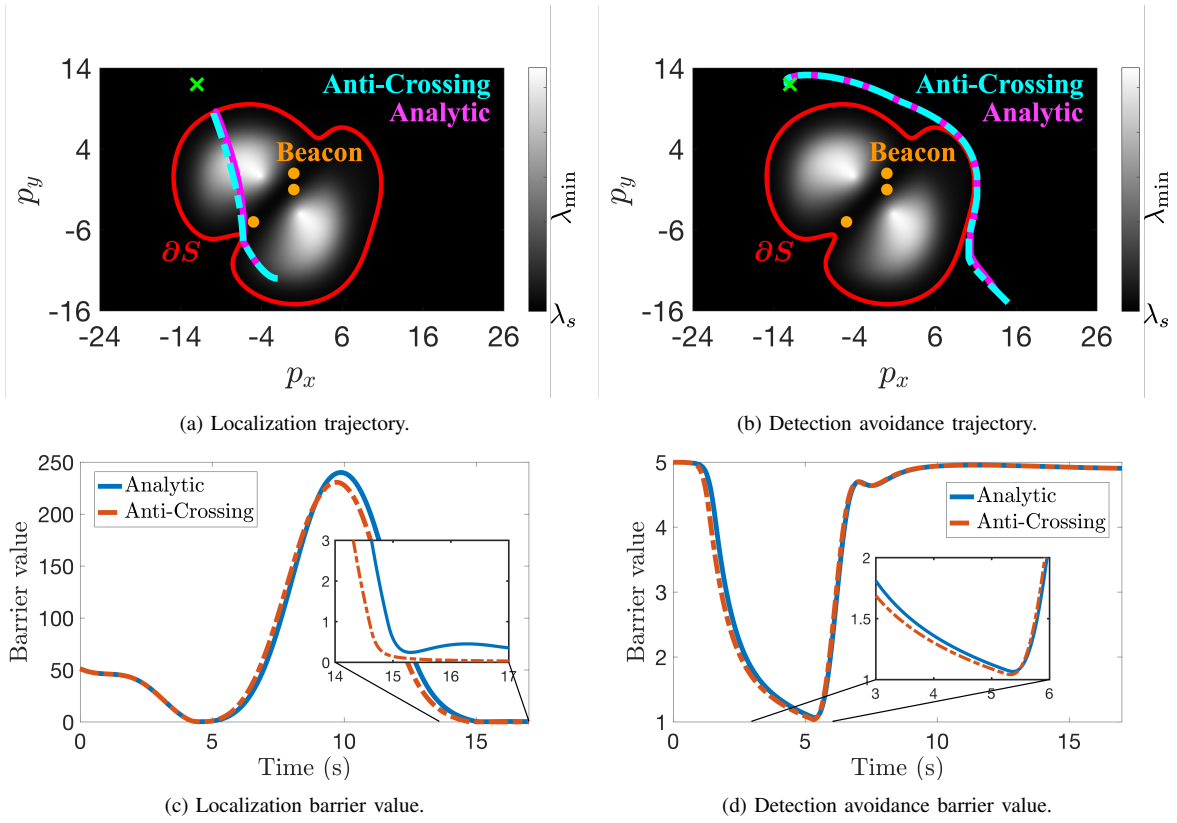 14
4
-6
-16
p_y
Anti-Crossing
Analytic
Beacon
∂S
-24 -14 -4 6 16 26
p_x
λ_min
λ_s
(a) Localization trajectory.
14
4
-6
-16
p_y
Anti-Crossing
Analytic
Beacon
∂S
-24 -14 -4 6 16 26
p_x
λ_min
λ_s
(b) Detection avoidance trajectory.
250
200
150
100
50
0
Barrier value
Analytic
Anti-Crossing
3
2
1
0
14 15 16 17
0 5 10 15
Time (s)
(c) Localization barrier value.
5
4
3
2
1
Barrier value
Analytic
Anti-Crossing
2
1.5
1
3 4 5 6
0 5 10 15
Time (s)
(d) Detection avoidance barrier value.